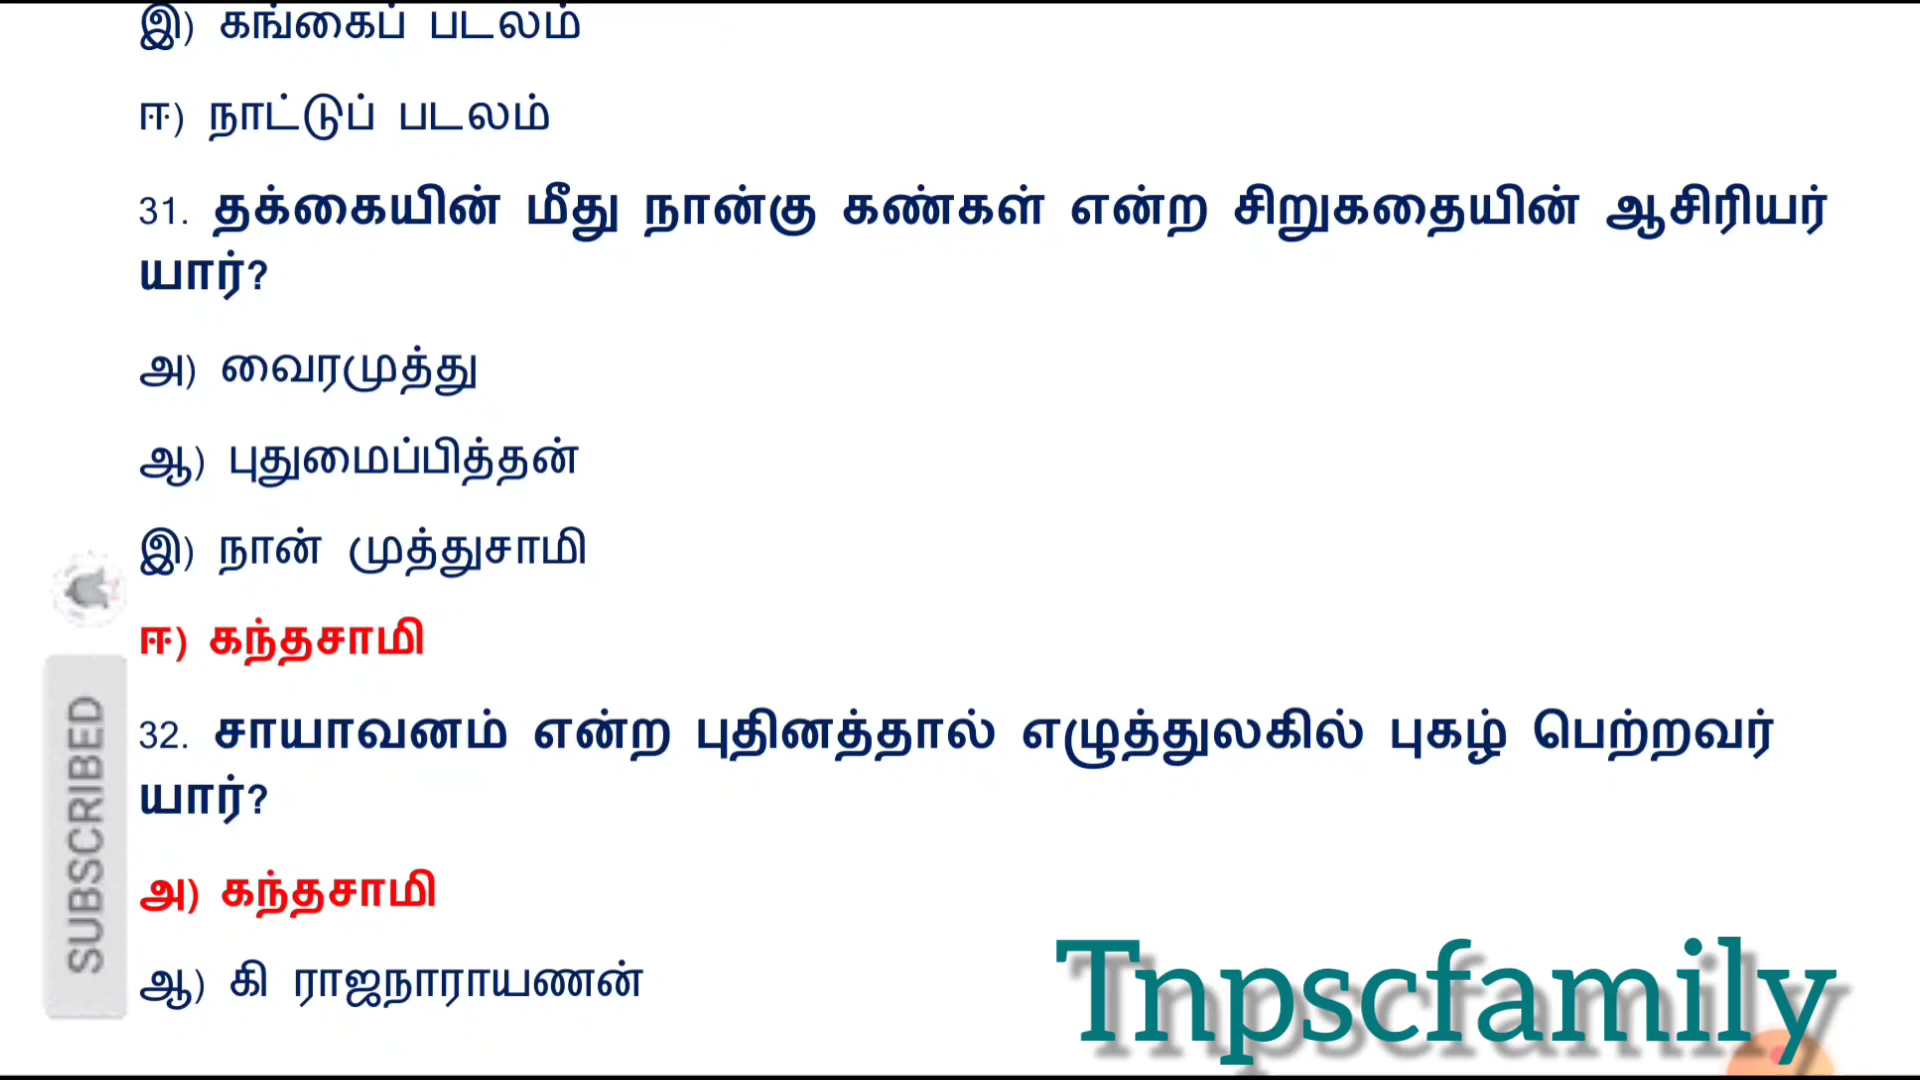 இ) கங்கைப் படலம்
ஈ) நாட்டுப் படலம்
31. தக்கையின் மீது நான்கு கண்கள் என்ற சிறுகதையின் ஆசிரியர்
யார்?
அ) வைரமுத்து
ஆ) புதுமைப்பித்தன்
இ) நான் முத்துசாமி
ஈ) கந்தசாமி
32. சாயாவனம் என்ற புதினத்தால் எழுத்துலகில் புகழ் பெற்றவர்
யார்?
அ) கந்தசாமி
ஆ) கி ராஜநாராயணன்
SUBSCRIBED
Tnpscfamily